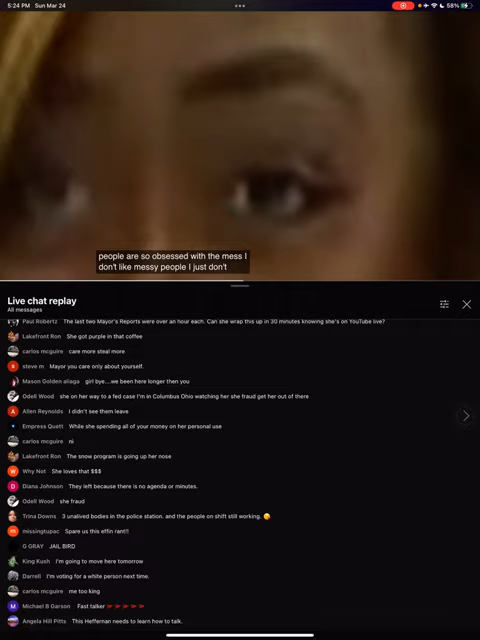 5:24 PM Sun Mar 24
58%
people are so obsessed with the mess I
don't like messy people I just don't
Live chat replay
All messages
Paul Robertz The last two Mayor's Reports were over an hour each. Can she wrap this up in 30 minutes knowing she's on YouTube live?
Lakefront Ron She got purple in that coffee
carlos mcguire care more steal more
steve m Mayor you care only about yourself.
Mason Golden aliaga girl bye....we been here longer then you
Odell Wood she on her way to a fed case I'm in Columbus Ohio watching her she fraud get her out of there
Allen Reynolds I didn't see them leave
Empress Quott While she spending all of your money on her personal use
carlos mcguire ni
Lakefront Ron The snow program is going up her nose
Why Not She loves that $$$
Diana Johnson They left because there is no agenda or minutes.
Odell Wood she fraud
Trina Downs 3 unalived bodies in the police station. and the people on shift still working.
missingtupac Spare us this effin rant!!
G GRAY JAIL BIRD
King Kush I'm going to move here tomorrow
Darrell I'm voting for a white person next time.
carlos mcguire me too king
Michael B Garson Fast talker
Angela Hill Pitts This Heffernan needs to learn how to talk.